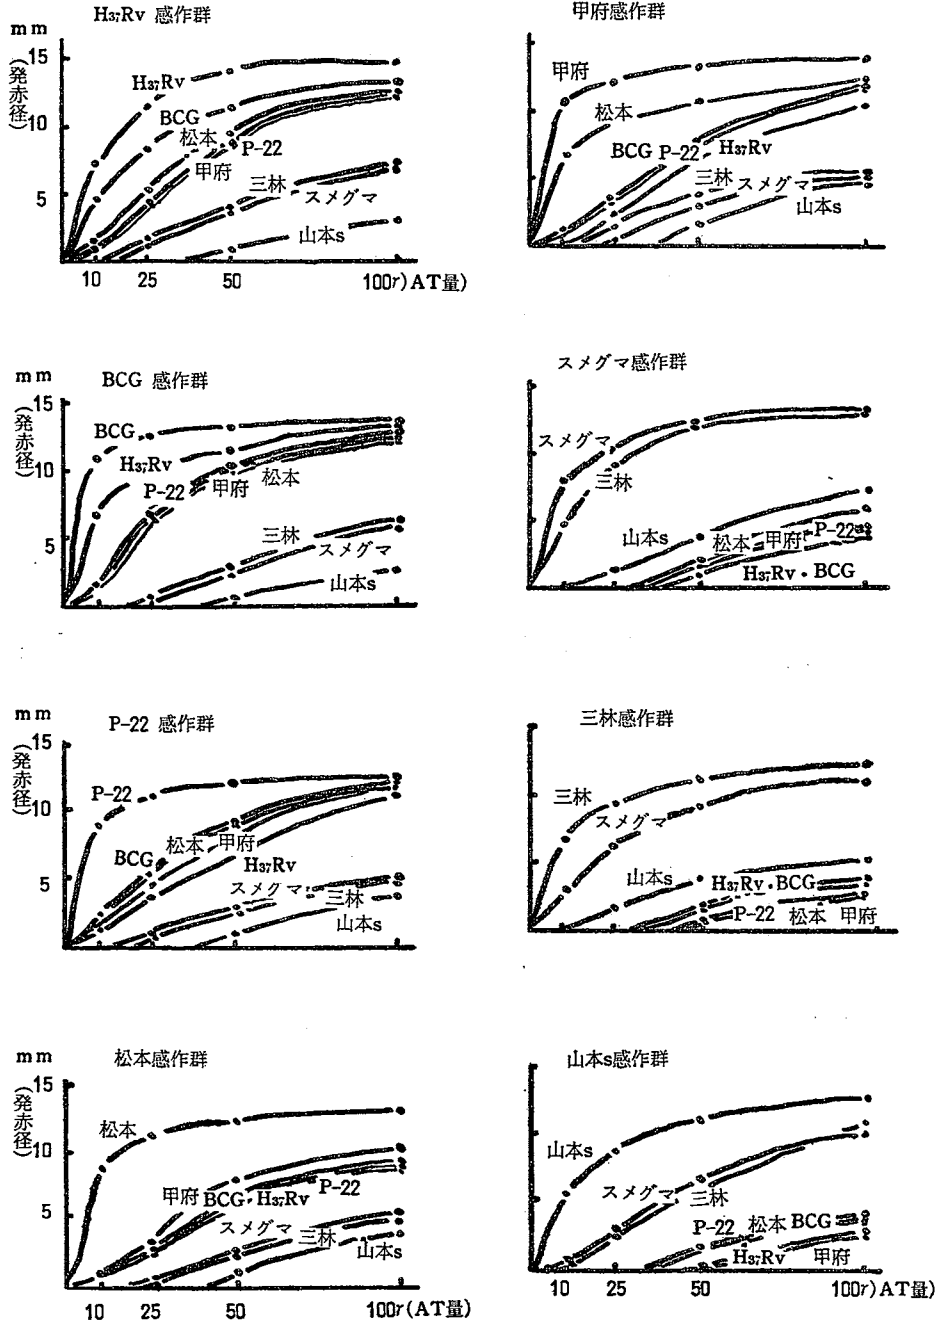 H₃₇Rv 感作群
mm
(発赤径)
15
10
5
H₃₇Rv
BCG
松本
P-22
甲府
三林
スメグマ
山本s
10 25 50 100r)(AT量)
甲府感作群
甲府
松本
BCG P-22 H₃₇Rv
三林 スメグマ
山本s
BCG 感作群
mm
(発赤径)
15
10
5
BCG
H₃₇Rv
P-22 甲府 松本
三林
スメグマ
山本s
スメグマ感作群
スメグマ
三林
山本s
松本 甲府 P-22
H₃₇Rv・BCG
P-22 感作群
mm
(発赤径)
15
10
5
P-22
BCG 松本 甲府
H₃₇Rv
スメグマ 三林
山本s
三林感作群
三林
スメグマ
山本s
H₃₇Rv・BCG
P-22 松本 甲府
松本感作群
mm
(発赤径)
15
10
5
松本
甲府 BCG・H₃₇Rv P-22
スメグマ 三林
山本s
10 25 50 100r(AT量)
山本s感作群
山本s
スメグマ 三林
P-22 松本 BCG
H₃₇Rv 甲府
10 25 50 100r)(AT量)